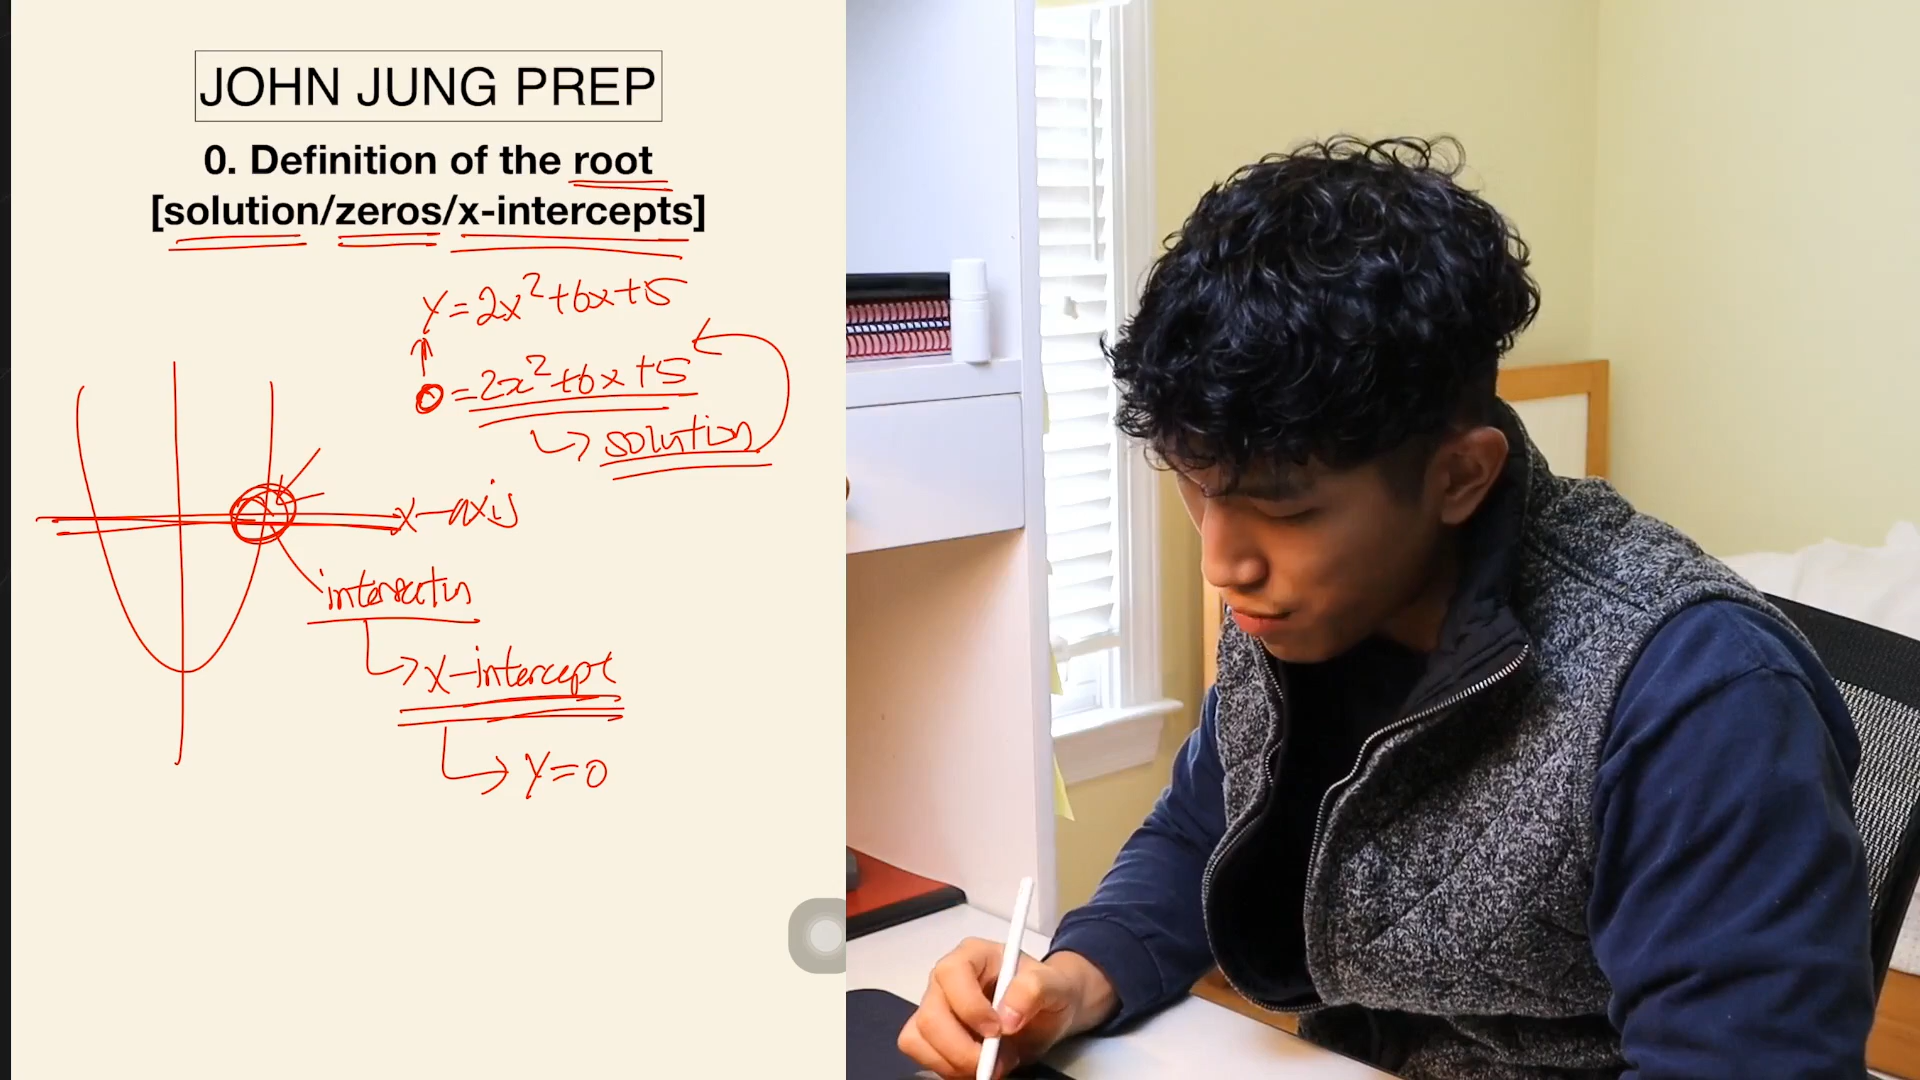 JOHN JUNG PREP
0. Definition of the root
[solution/zeros/x-intercepts]
y=2x²+6x+5
0=2x²+6x+5
↳ solution
x-axis
intersectin
↳ x-intercept
↳ y=0